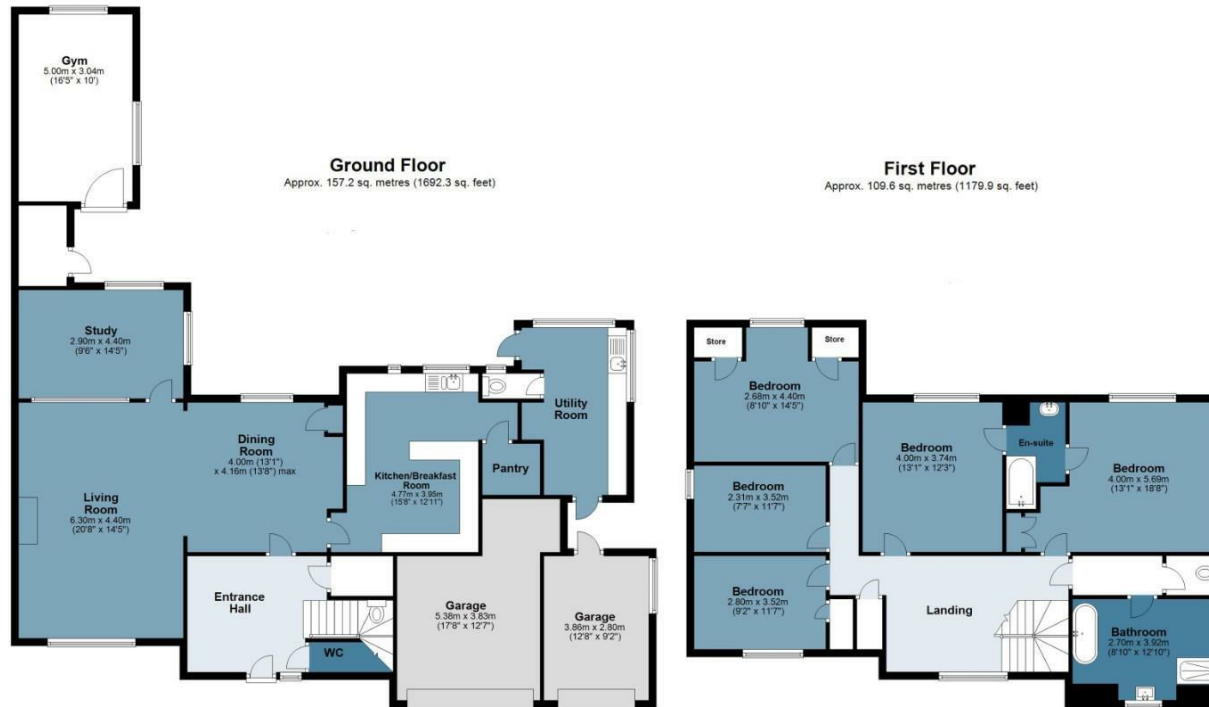 Gym
5.00m x 3.04m
(16'5" x 10')
Ground Floor
Approx. 157.2 sq. metres (1692.3 sq. feet)
Study
2.90m x 4.40m
(9'6" x 14'5")
Dining
Room
4.00m (13'1")
x 4.16m (13'8") max
Living
Room
6.30m x 4.40m
(20'8" x 14'5")
Kitchen/Breakfast
Room
4.77m x 3.95m
(15'8" x 12'11")
Pantry
Utility
Room
Entrance
Hall
WC
Garage
5.38m x 3.83m
(17'8" x 12'7")
Garage
3.86m x 2.80m
(12'8" x 9'2")
First Floor
Approx. 109.6 sq. metres (1179.9 sq. feet)
Store
Store
Bedroom
2.68m x 4.40m
(8'10" x 14'5")
Bedroom
4.00m x 3.74m
(13'1" x 12'3")
En-suite
Bedroom
4.00m x 5.69m
(13'1" x 18'8")
Bedroom
2.31m x 3.52m
(7'7" x 11'7")
Bedroom
2.80m x 3.52m
(9'2" x 11'7")
Landing
Bathroom
2.70m x 3.92m
(8'10" x 12'10")